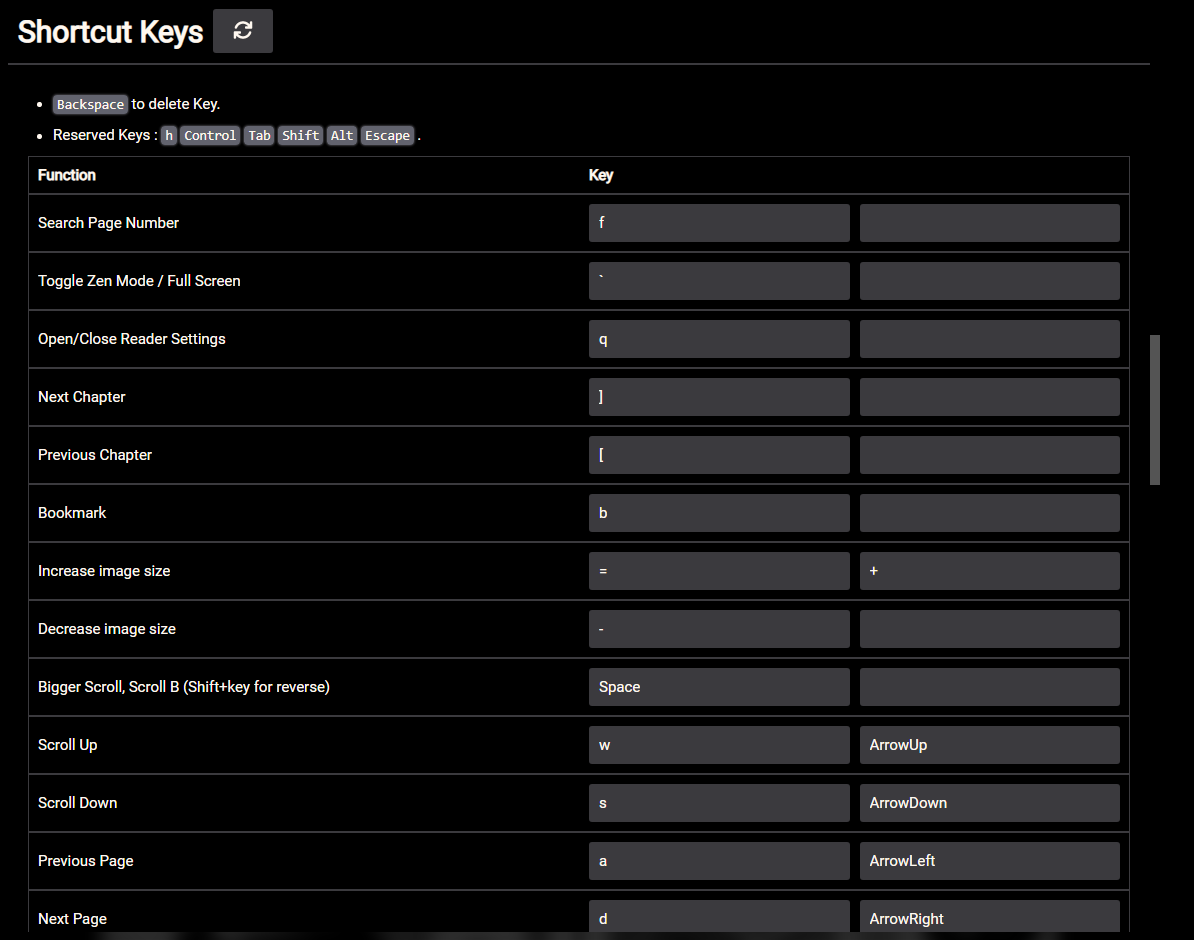 Shortcut Keys
Backspace to delete Key.
Reserved Keys : h Control Tab Shift Alt Escape .
Function Key
Search Page Number f
Toggle Zen Mode / Full Screen `
Open/Close Reader Settings q
Next Chapter ]
Previous Chapter [
Bookmark b
Increase image size = +
Decrease image size -
Bigger Scroll, Scroll B (Shift+key for reverse) Space
Scroll Up w ArrowUp
Scroll Down s ArrowDown
Previous Page a ArrowLeft
Next Page d ArrowRight